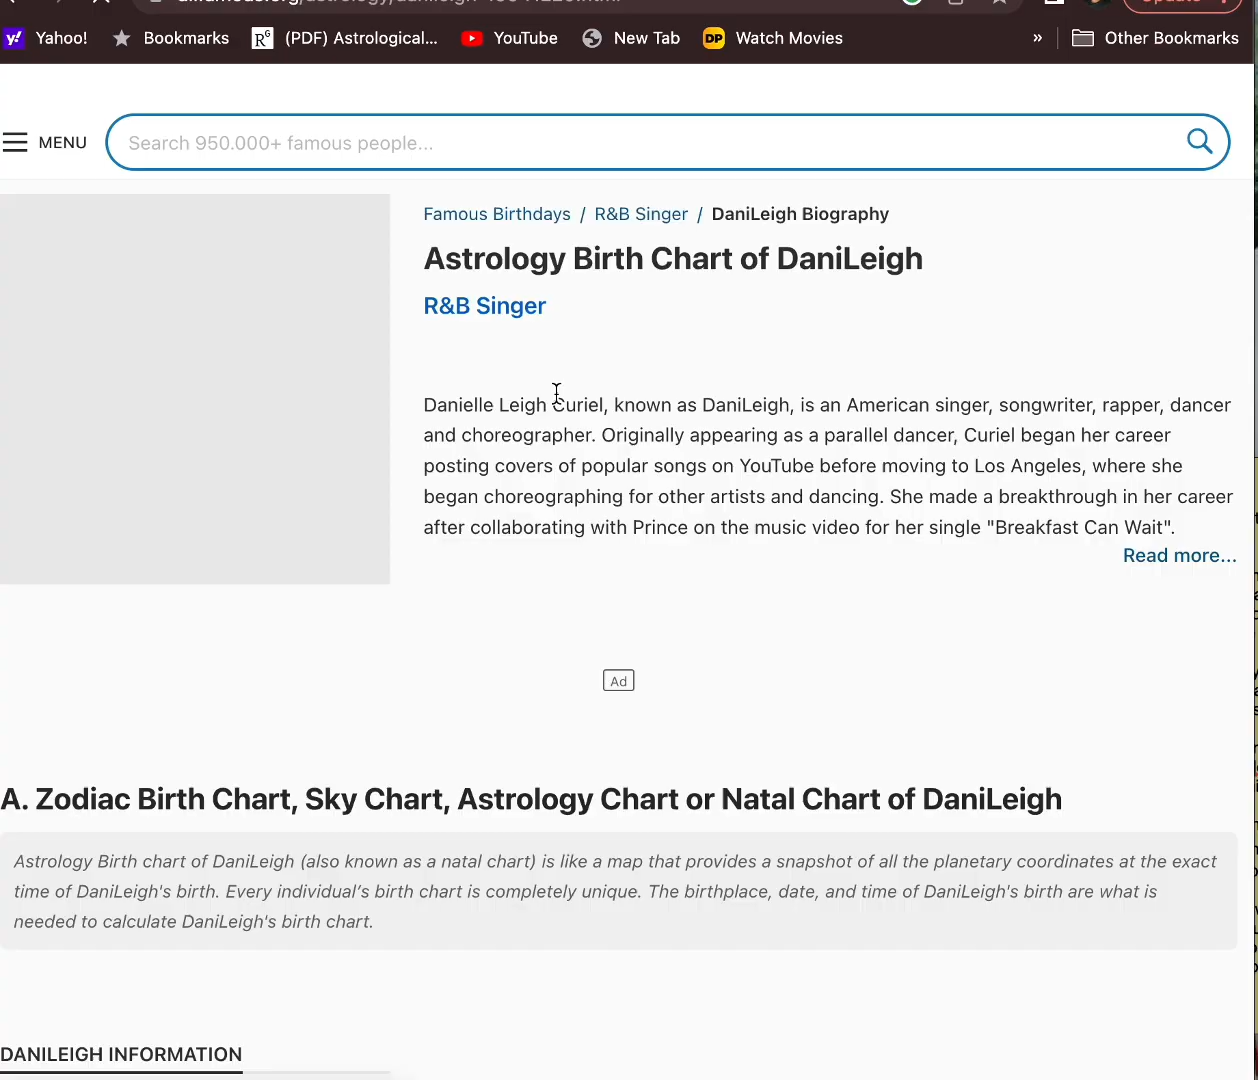 Yahoo!
Bookmarks
(PDF) Astrological...
YouTube
New Tab
DP
Watch Movies
»
Other Bookmarks
MENU
Search 950.000+ famous people...
Famous Birthdays / R&B Singer / DaniLeigh Biography
Astrology Birth Chart of DaniLeigh
R&B Singer
Danielle Leigh Curiel, known as DaniLeigh, is an American singer, songwriter, rapper, dancer
and choreographer. Originally appearing as a parallel dancer, Curiel began her career
posting covers of popular songs on YouTube before moving to Los Angeles, where she
began choreographing for other artists and dancing. She made a breakthrough in her career
after collaborating with Prince on the music video for her single "Breakfast Can Wait".
Read more...
Ad
A. Zodiac Birth Chart, Sky Chart, Astrology Chart or Natal Chart of DaniLeigh
Astrology Birth chart of DaniLeigh (also known as a natal chart) is like a map that provides a snapshot of all the planetary coordinates at the exact
time of DaniLeigh's birth. Every individual's birth chart is completely unique. The birthplace, date, and time of DaniLeigh's birth are what is
needed to calculate DaniLeigh's birth chart.
DANILEIGH INFORMATION